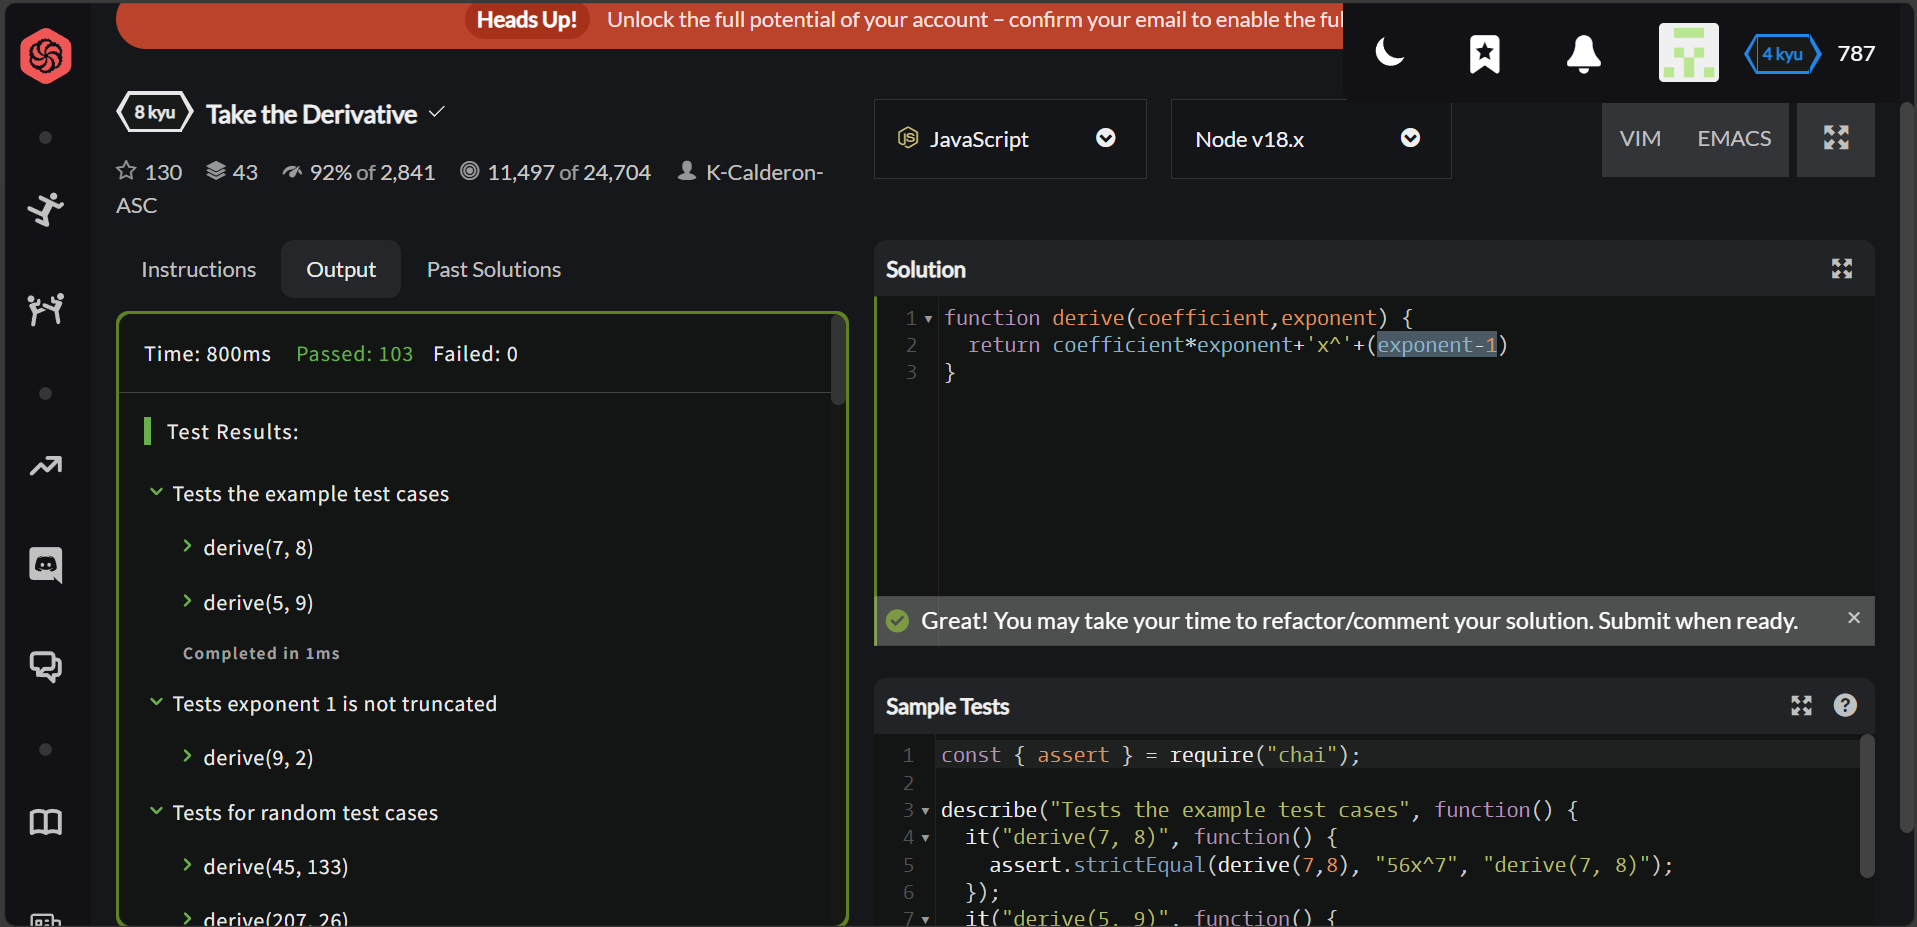 Heads Up! Unlock the full potential of your account – confirm your email to enable the ful
4 kyu 787
8 kyu Take the Derivative
130 43 92% of 2,841 11,497 of 24,704 K-Calderon-
ASC
JavaScript
Node v18.x
VIM EMACS
Instructions Output Past Solutions
Time: 800ms Passed: 103 Failed: 0
Test Results:
Tests the example test cases
derive(7, 8)
derive(5, 9)
Completed in 1ms
Tests exponent 1 is not truncated
derive(9, 2)
Tests for random test cases
derive(45, 133)
derive(207, 26)
Solution
1 function derive(coefficient,exponent) {
2 return coefficient*exponent+'x^'+(exponent-1)
3 }
Great! You may take your time to refactor/comment your solution. Submit when ready.
Sample Tests
1 const { assert } = require("chai");
2
3 describe("Tests the example test cases", function() {
4 it("derive(7, 8)", function() {
5 assert.strictEqual(derive(7,8), "56x^7", "derive(7, 8)");
6 });
7 it("derive(5, 9)", function() {